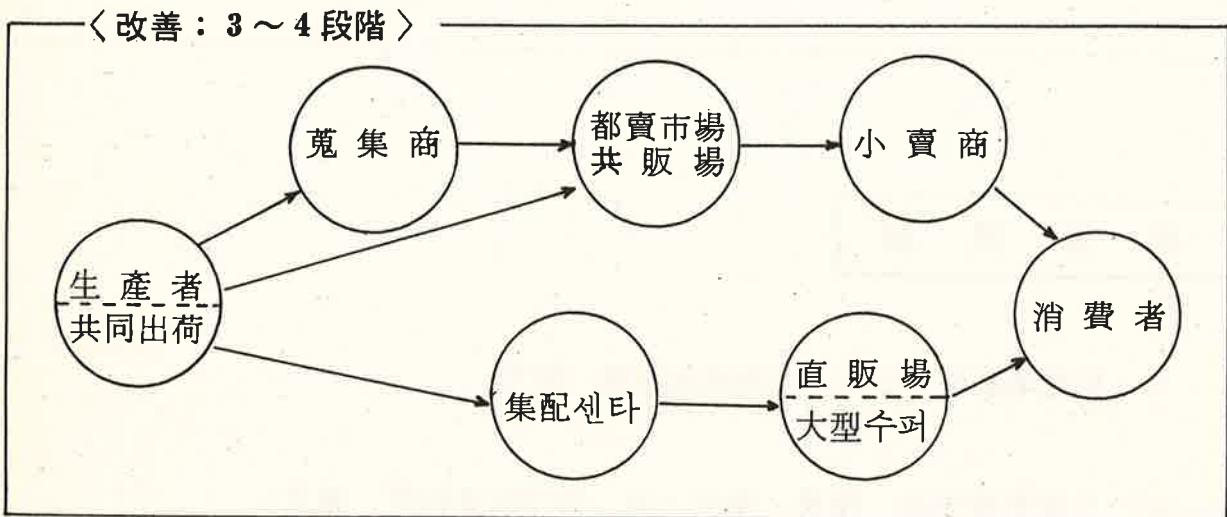 〈改善：3～4段階〉
蒐集商
都賣市場
共販場
小賣商
生產者
共同出荷
消費者
集配센타
直販場
大型수퍼